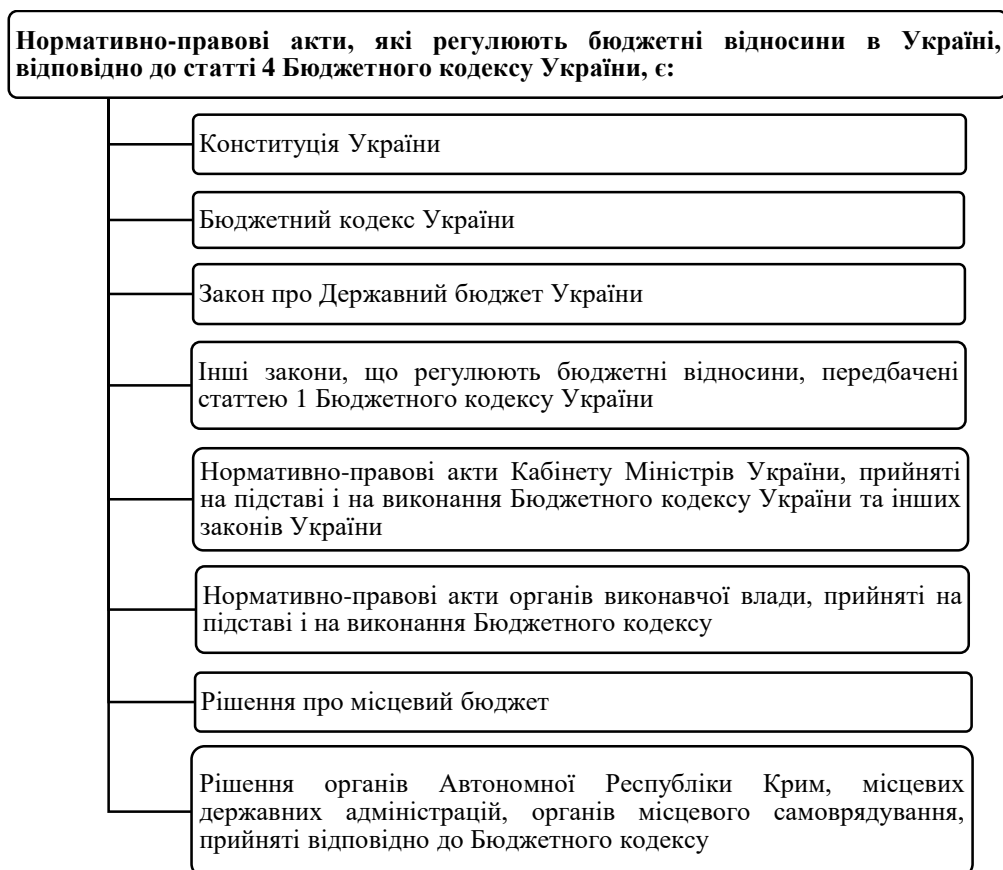 Нормативно-правові акти, які регулюють бюджетні відносини в Україні,
відповідно до статті 4 Бюджетного кодексу України, є:
Конституція України
Бюджетний кодекс України
Закон про Державний бюджет України
Інші закони, що регулюють бюджетні відносини, передбачені
статтею 1 Бюджетного кодексу України
Нормативно-правові акти Кабінету Міністрів України, прийняті
на підставі і на виконання Бюджетного кодексу України та інших
законів України
Нормативно-правові акти органів виконавчої влади, прийняті на
підставі і на виконання Бюджетного кодексу
Рішення про місцевий бюджет
Рішення органів Автономної Республіки Крим, місцевих
державних адміністрацій, органів місцевого самоврядування,
прийняті відповідно до Бюджетного кодексу